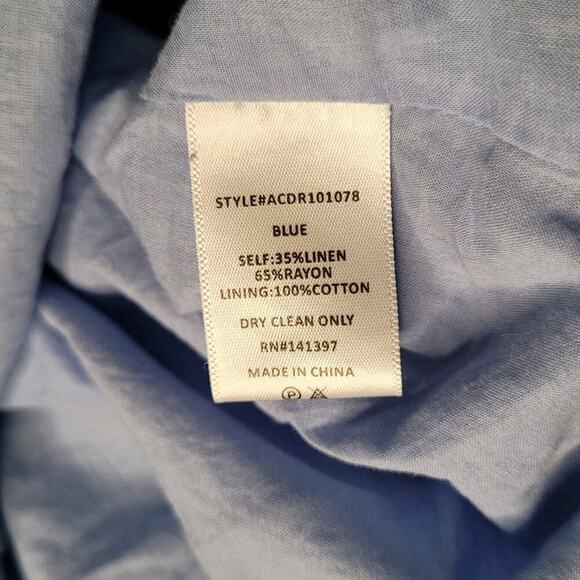 STYLE#ACDR101078
BLUE
SELF:35%LINEN
65%RAYON
LINING:100%COTTON
DRY CLEAN ONLY
RN#141397
MADE IN CHINA
P